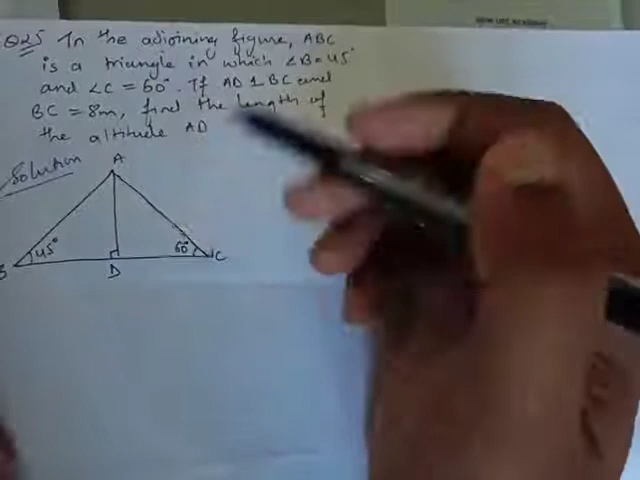 Q25 In the adjoining figure, ABC
is a triangle in which ∠B = 45°
and ∠C = 60°. If AD ⊥ BC and
BC = 8m, find the length of
the altitude AD
Solution
A
45°
60°
B
C
D